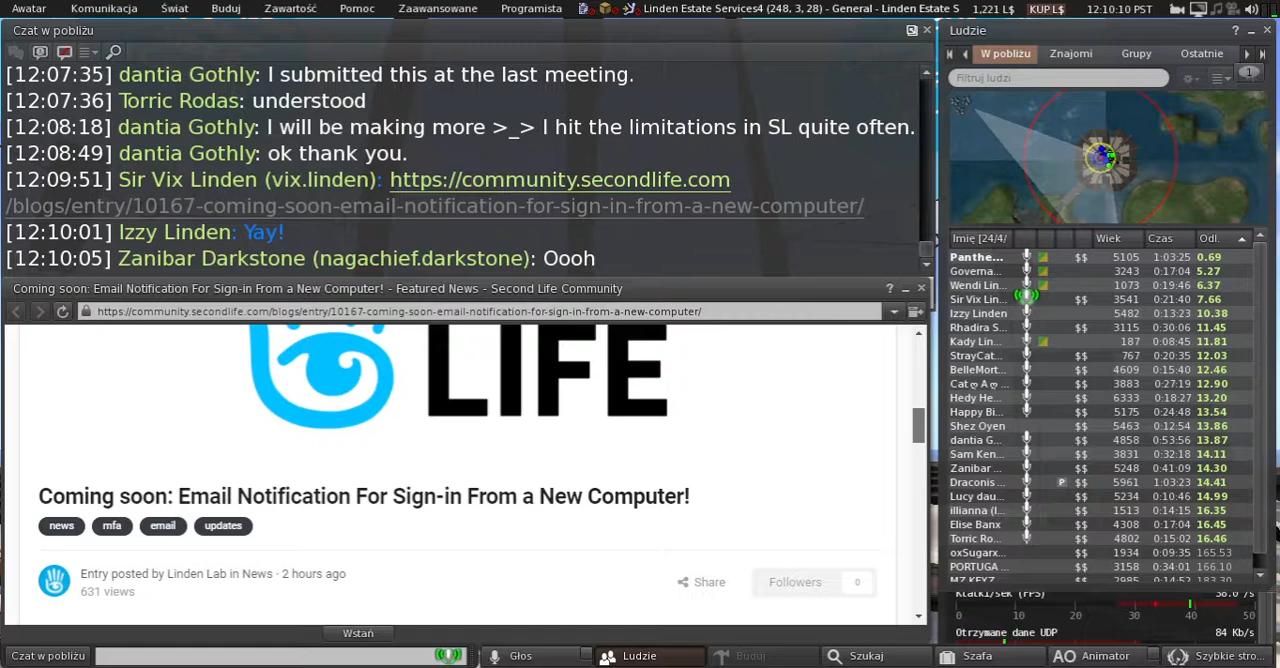 Awatar Komunikacja Świat Buduj Zawartość Pomoc Zaawansowane Programista Linden Estate Services4 (248, 3, 28) - General - Linden Estate S 1,221 L$ KUP L$ 12:10:10 PST
Czat w pobliżu
[12:07:35] dantia Gothly: I submitted this at the last meeting.
[12:07:36] Torric Rodas: understood
[12:08:18] dantia Gothly: I will be making more >_> I hit the limitations in SL quite often.
[12:08:49] dantia Gothly: ok thank you.
[12:09:51] Sir Vix Linden (vix.linden): https://community.secondlife.com
/blogs/entry/10167-coming-soon-email-notification-for-sign-in-from-a-new-computer/
[12:10:01] Izzy Linden: Yay!
[12:10:05] Zanibar Darkstone (nagachief.darkstone): Oooh
Coming soon: Email Notification For Sign-in From a New Computer! - Featured News - Second Life Community
https://community.secondlife.com/blogs/entry/10167-coming-soon-email-notification-for-sign-in-from-a-new-computer/
LIFE
Coming soon: Email Notification For Sign-in From a New Computer!
news mfa email updates
Entry posted by Linden Lab in News · 2 hours ago
631 views
Share Followers 0
Wstań
Czat w pobliżu Głos Ludzie Buduj Szukaj Szafa AO Animator Szybkie stro...
Ludzie
W pobliżu Znajomi Grupy Ostatnie
Filtruj ludzi 1
Imię [24/4/ Wiek Czas Odl.
Panthe... $$ 5105 1:03:25 0.69
Governa... 3243 0:17:04 5.27
Wendi Lin... 1073 0:19:46 6.37
Sir Vix Lin... $$ 3541 0:21:40 7.66
Izzy Linden 5482 0:13:23 10.38
Rhadira S... $$ 3115 0:30:06 11.45
Kady Lin... 187 0:08:45 11.81
StrayCat... $$ 767 0:20:35 12.03
BelleMort... $$ 4609 0:15:40 12.46
Cat ღ A ღ ... $$ 3883 0:27:19 12.90
Hedy He... $$ 6333 0:18:27 13.20
Happy Bi... $$ 5175 0:24:48 13.54
Shez Oyen $$ 5463 0:12:54 13.86
dantia G... $$ 4858 0:53:56 13.87
Sam Ken... $$ 3831 0:32:18 14.11
Zanibar ... $$ 5248 0:41:09 14.30
Draconis ... P $$ 5961 1:03:23 14.41
Lucy dau... $$ 5234 0:10:46 14.99
illianna (I... $$ 1513 0:14:15 16.35
Elise Banx $$ 4308 0:17:04 16.45
Torric Ro... $$ 4802 0:15:02 16.46
oxSugarx... $$ 1934 0:09:35 165.53
PORTUGA $$ 3158 0:34:01 166.10
MZ KEYZ $$ 2985 0:14:52 183.30
Klatki/sek (FPS) 38.0 /s
0 10 20 30 40 50
Otrzymane dane UDP 84 Kb/s